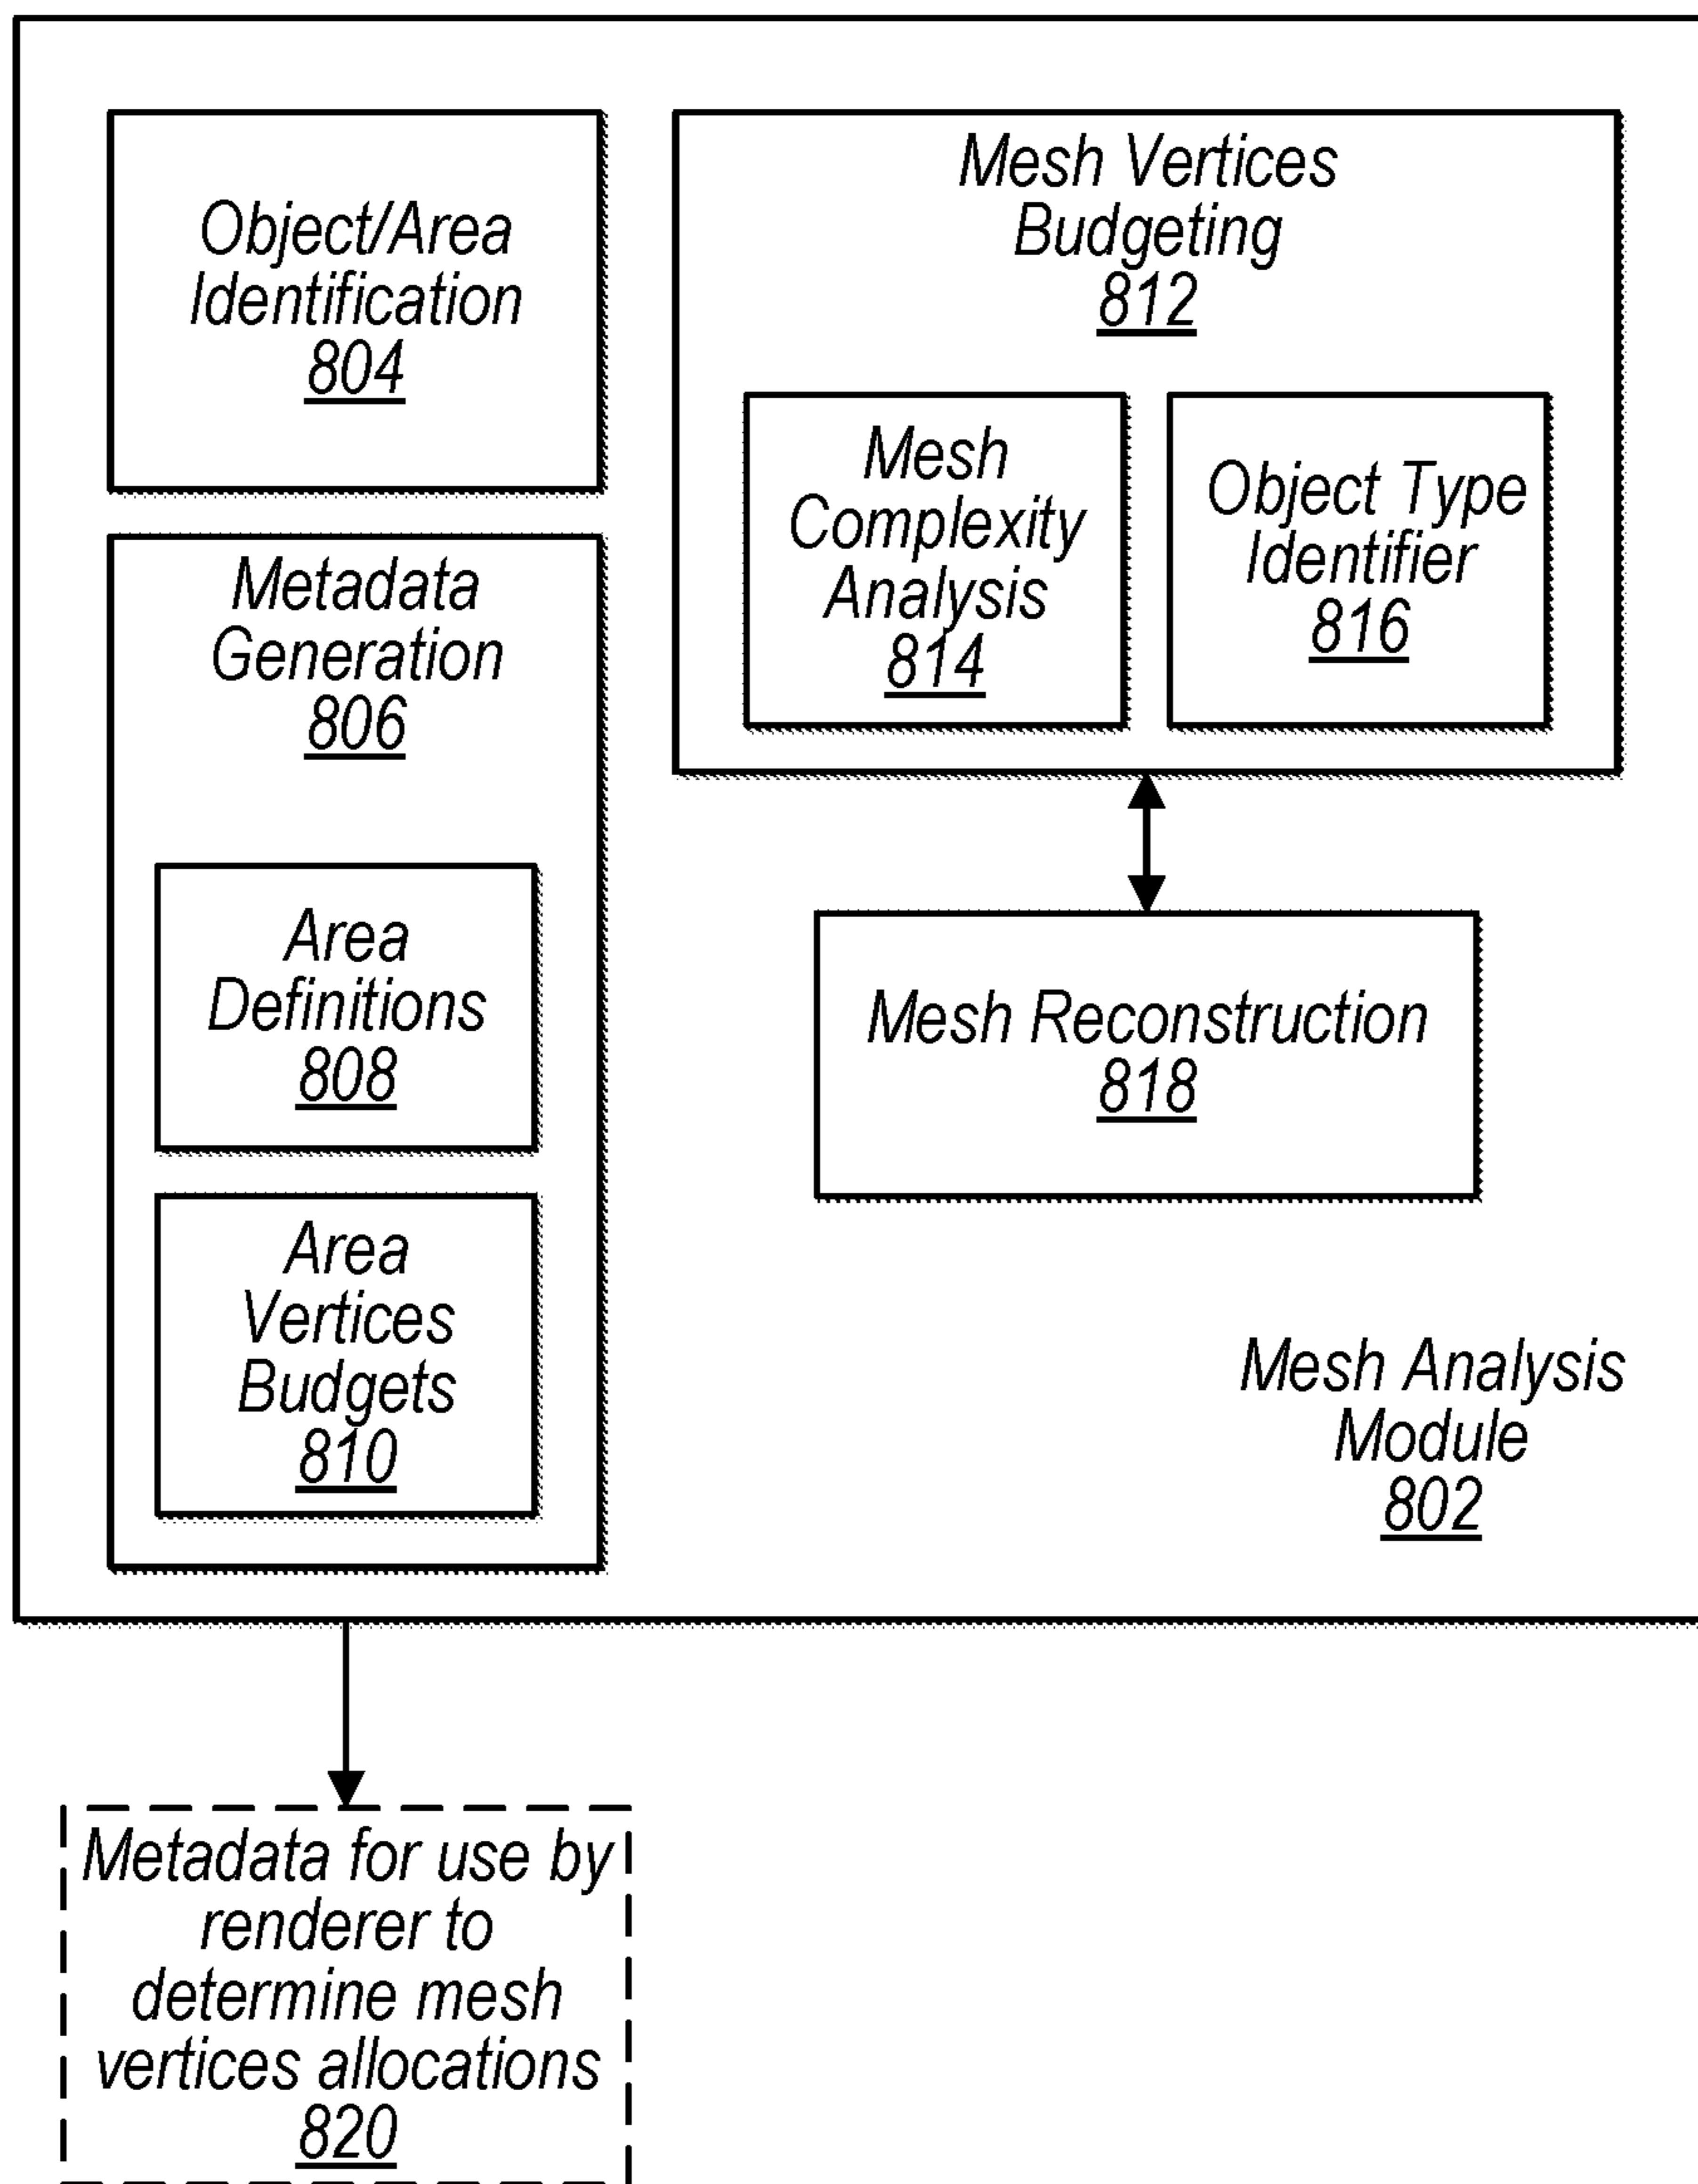 Object/Area
Identification
804
Metadata
Generation
806
Area
Definitions
808
Area
Vertices
Budgets
810
Mesh Vertices
Budgeting
812
Mesh
Complexity
Analysis
814
Object Type
Identifier
816
Mesh Reconstruction
818
Mesh Analysis
Module
802
Metadata for use by
renderer to
determine mesh
vertices allocations
820